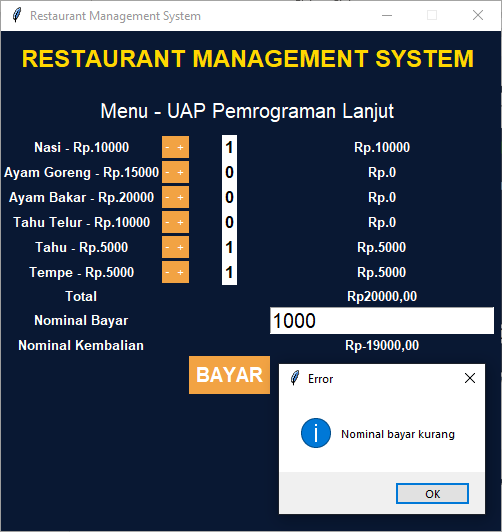 Restaurant Management System
RESTAURANT MANAGEMENT SYSTEM
Menu - UAP Pemrograman Lanjut
Nasi - Rp.10000 - + 1 Rp.10000
Ayam Goreng - Rp.15000 - + 0 Rp.0
Ayam Bakar - Rp.20000 - + 0 Rp.0
Tahu Telur - Rp.10000 - + 0 Rp.0
Tahu - Rp.5000 - + 1 Rp.5000
Tempe - Rp.5000 - + 1 Rp.5000
Total Rp20000,00
Nominal Bayar 1000
Nominal Kembalian Rp-19000,00
BAYAR
Error
Nominal bayar kurang
OK